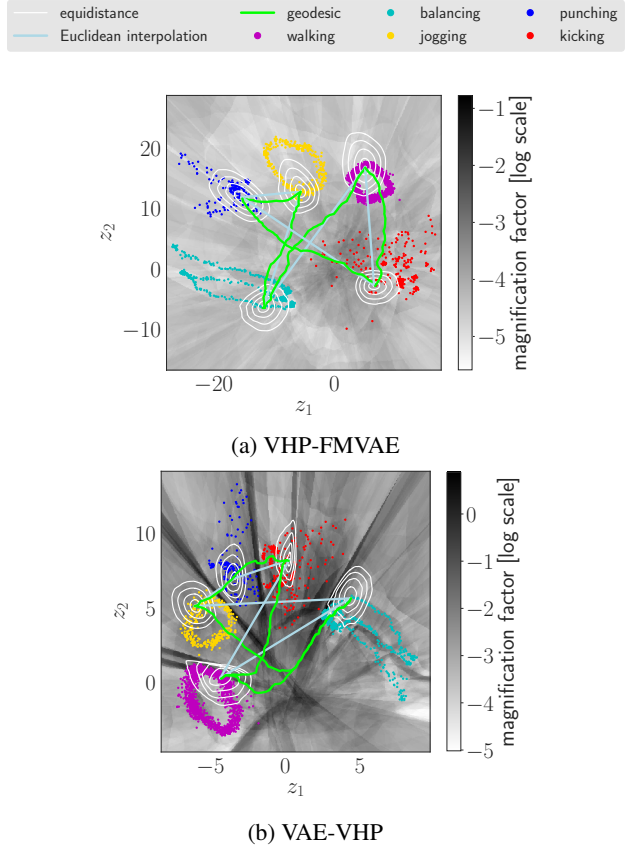 equidistance geodesic balancing punching
Euclidean interpolation walking jogging kicking
20
10
0
−10
z2
−20 0
z1
−1
−2
−3
−4
−5
magnification factor [log scale]
(a) VHP-FMVAE
10
5
0
z2
−5 0 5
z1
0
−1
−2
−3
−4
−5
magnification factor [log scale]
(b) VAE-VHP